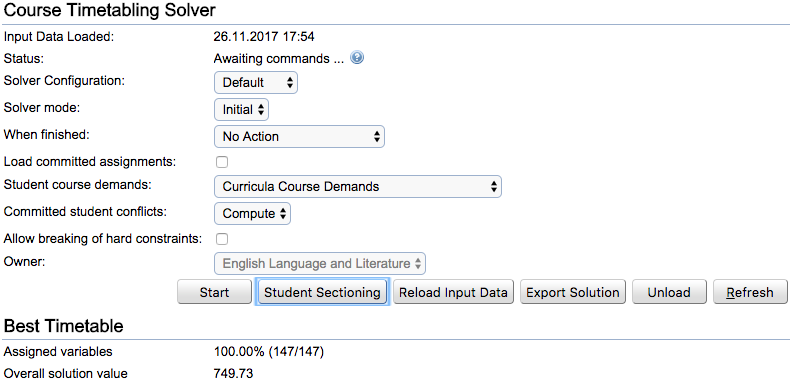 Course Timetabling Solver
Input Data Loaded: 26.11.2017 17:54
Status: Awaiting commands ...
Solver Configuration: Default
Solver mode: Initial
When finished: No Action
Load committed assignments:
Student course demands: Curricula Course Demands
Committed student conflicts: Compute
Allow breaking of hard constraints:
Owner: English Language and Literature
Start Student Sectioning Reload Input Data Export Solution Unload Refresh
Best Timetable
Assigned variables 100.00% (147/147)
Overall solution value 749.73